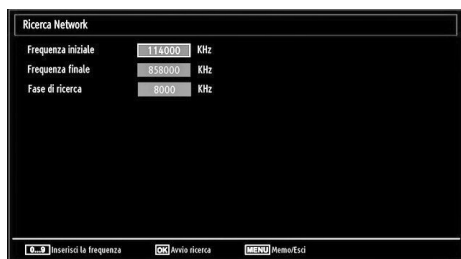 Ricerca Network
Frequenza iniziale 114000 KHz
Frequenza finale 858000 KHz
Fase di ricerca 8000 KHz
0...9 Inserisci la frequenza OK Avvio ricerca MENU Memo/Esci